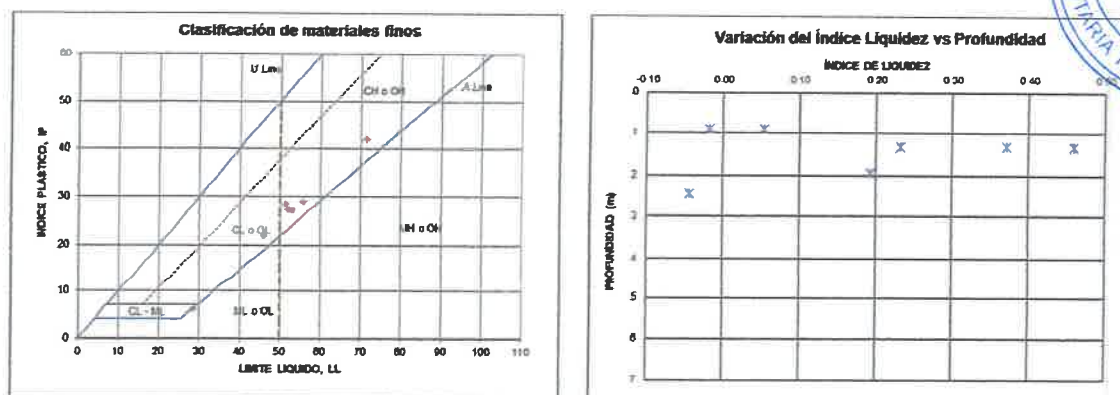 Clasificación de materiales finos
60
50
40
30
20
10
0
INDICE PLASTICO, IP
U Line
CH o OH
A Line
CL o OL
MH o OH
CL - ML
ML o OL
0 10 20 30 40 50 60 70 80 90 100 110
LIMITE LIQUIDO, LL
Variación del Índice Liquidez vs Profundidad
ÍNDICE DE LIQUIDEZ
-0 10 0.00 0 10 0 20 0 30 0 40 0 50
0
1
2
3
4
5
6
7
PROFUNDIDAD (m)